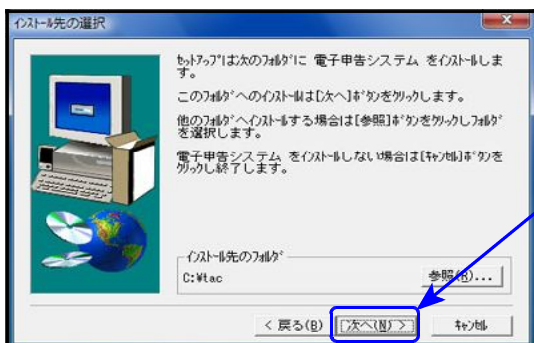 インストール先の選択
ｾｯﾄｱｯﾌﾟは次のﾌｫﾙﾀﾞに 電子申告システム をｲﾝｽﾄｰﾙしま
す。
このﾌｫﾙﾀﾞへのｲﾝｽﾄｰﾙは[次へ]ﾎﾞﾀﾝをｸﾘｯｸします。
他のﾌｫﾙﾀﾞへｲﾝｽﾄｰﾙする場合は[参照]ﾎﾞﾀﾝをｸﾘｯｸしﾌｫﾙﾀﾞ
を選択します。
電子申告システム をｲﾝｽﾄｰﾙしない場合は[ｷｬﾝｾﾙ]ﾎﾞﾀﾝを
ｸﾘｯｸし終了します。
ｲﾝｽﾄｰﾙ先のﾌｫﾙﾀﾞ
C:¥tac
参照(R)...
< 戻る(B)
次へ(N) >
ｷｬﾝｾﾙ